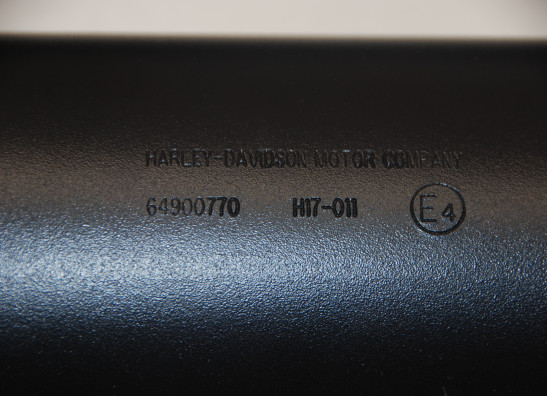 HARLEY-DAVIDSON MOTOR COMPANY
64900770 H17-011 E4